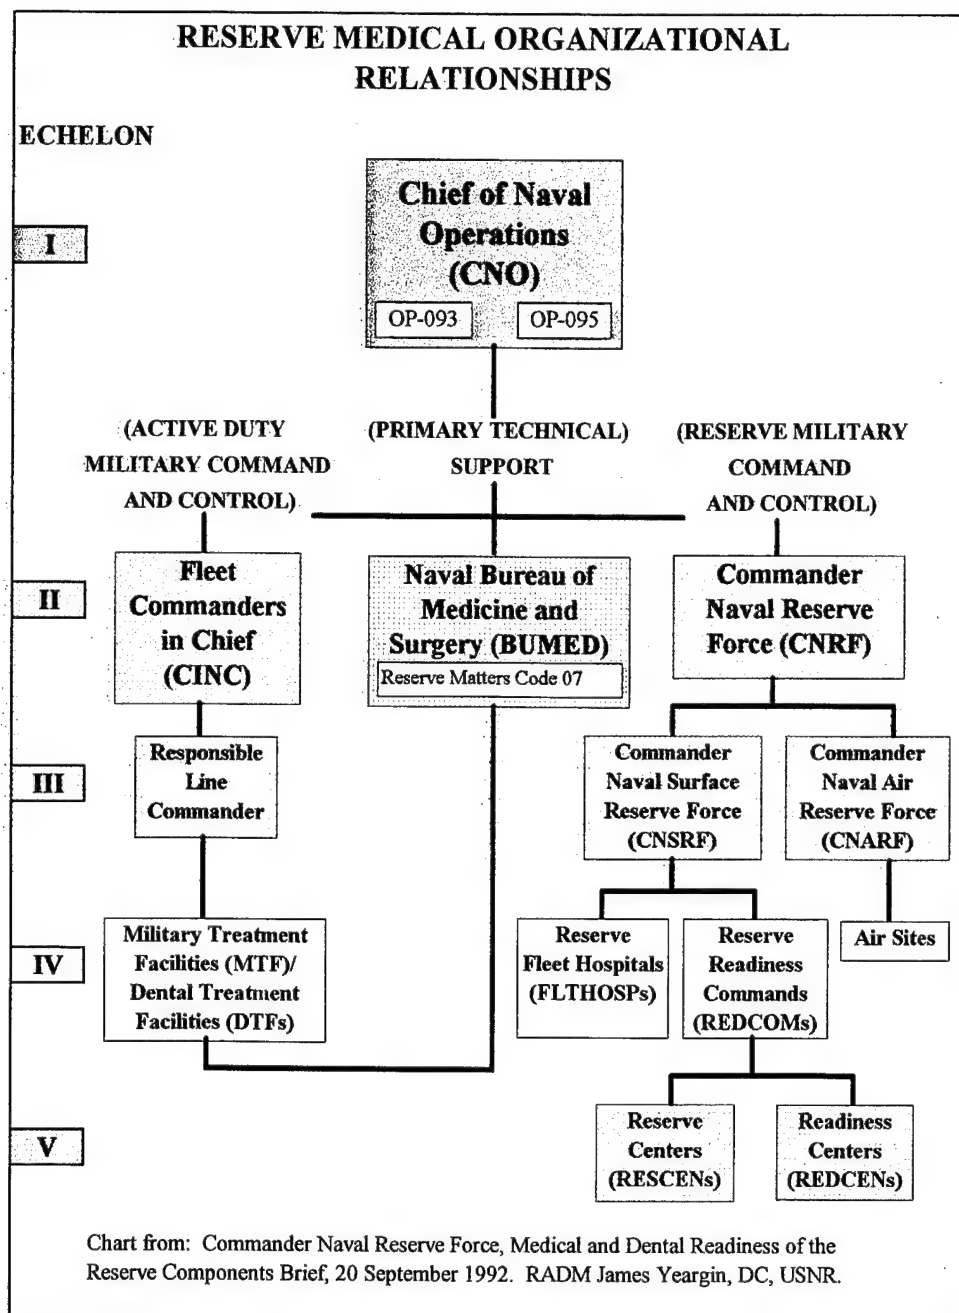 RESERVE MEDICAL ORGANIZATIONAL
RELATIONSHIPS
ECHELON
I
Chief of Naval
Operations
(CNO)
OP-093
OP-095
(ACTIVE DUTY
MILITARY COMMAND
AND CONTROL)
(PRIMARY TECHNICAL)
SUPPORT
(RESERVE MILITARY
COMMAND
AND CONTROL)
II
Fleet
Commanders
in Chief
(CINC)
Naval Bureau of
Medicine and
Surgery (BUMED)
Reserve Matters Code 07
Commander
Naval Reserve
Force (CNRF)
III
Responsible
Line
Commander
Commander
Naval Surface
Reserve Force
(CNSRF)
Commander
Naval Air
Reserve Force
(CNARF)
IV
Military Treatment
Facilities (MTF)/
Dental Treatment
Facilities (DTFs)
Reserve
Fleet Hospitals
(FLTHOSPs)
Reserve
Readiness
Commands
(REDCOMs)
Air Sites
V
Reserve
Centers
(RESCENs)
Readiness
Centers
(REDCENs)
Chart from: Commander Naval Reserve Force, Medical and Dental Readiness of the
Reserve Components Brief, 20 September 1992. RADM James Yeargin, DC, USNR.